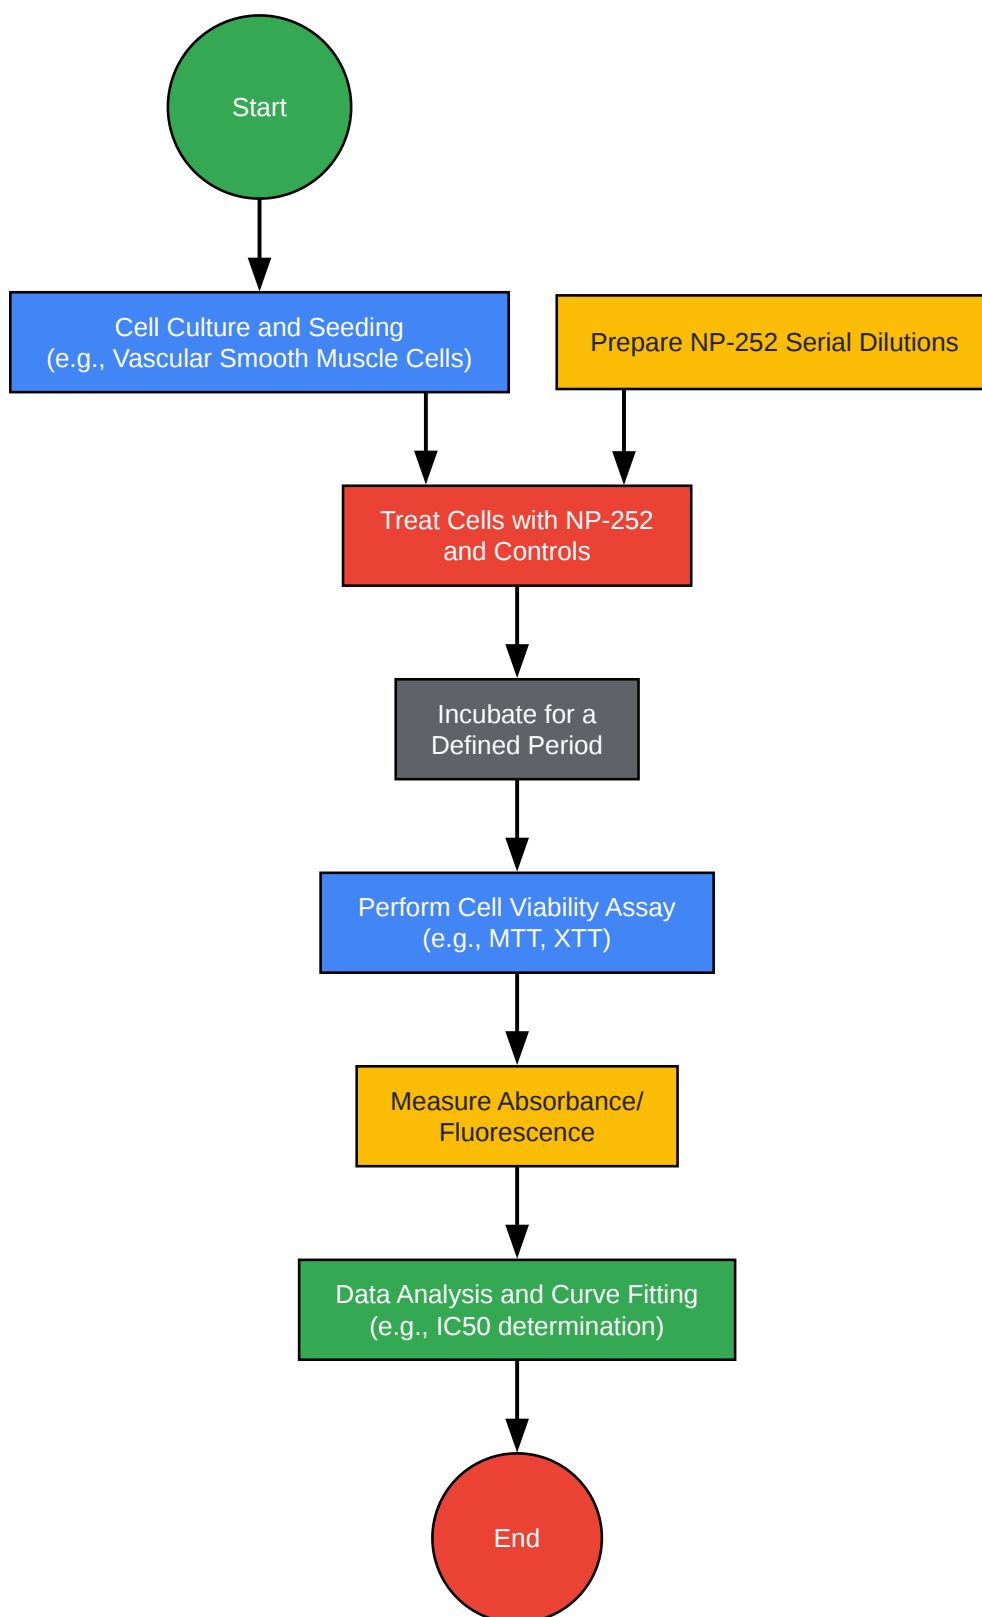 Start
Cell Culture and Seeding
(e.g., Vascular Smooth Muscle Cells)
Prepare NP-252 Serial Dilutions
Treat Cells with NP-252
and Controls
Incubate for a
Defined Period
Perform Cell Viability Assay
(e.g., MTT, XTT)
Measure Absorbance/
Fluorescence
Data Analysis and Curve Fitting
(e.g., IC50 determination)
End